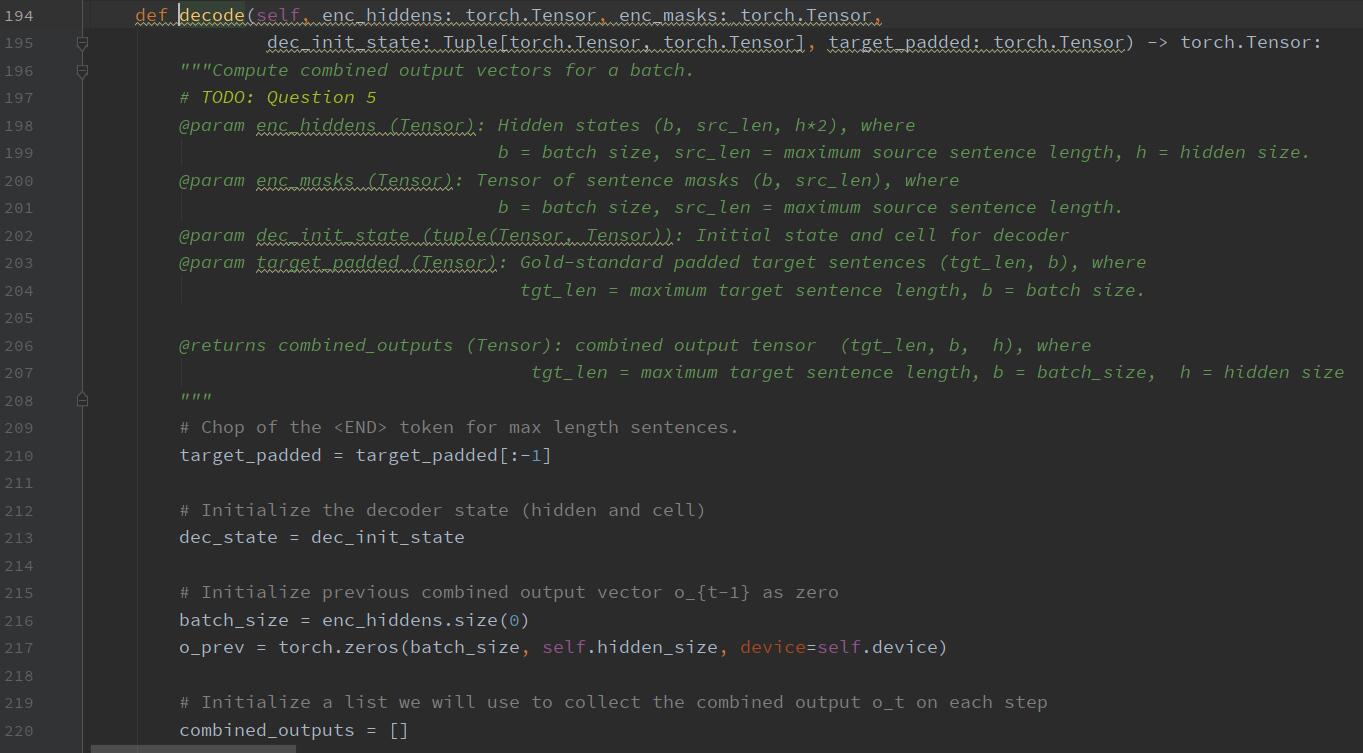 194 def decode(self, enc_hiddens: torch.Tensor, enc_masks: torch.Tensor,
195 dec_init_state: Tuple[torch.Tensor, torch.Tensor], target_padded: torch.Tensor) -> torch.Tensor:
196 """Compute combined output vectors for a batch.
197 # TODO: Question 5
198 @param enc_hiddens (Tensor): Hidden states (b, src_len, h*2), where
199 b = batch size, src_len = maximum source sentence length, h = hidden size.
200 @param enc_masks (Tensor): Tensor of sentence masks (b, src_len), where
201 b = batch size, src_len = maximum source sentence length.
202 @param dec_init_state (tuple(Tensor, Tensor)): Initial state and cell for decoder
203 @param target_padded (Tensor): Gold-standard padded target sentences (tgt_len, b), where
204 tgt_len = maximum target sentence length, b = batch size.
205
206 @returns combined_outputs (Tensor): combined output tensor  (tgt_len, b,  h), where
207 tgt_len = maximum target sentence length, b = batch_size,  h = hidden size
208 """
209 # Chop of the <END> token for max length sentences.
210 target_padded = target_padded[:-1]
211
212 # Initialize the decoder state (hidden and cell)
213 dec_state = dec_init_state
214
215 # Initialize previous combined output vector o_{t-1} as zero
216 batch_size = enc_hiddens.size(0)
217 o_prev = torch.zeros(batch_size, self.hidden_size, device=self.device)
218
219 # Initialize a list we will use to collect the combined output o_t on each step
220 combined_outputs = []